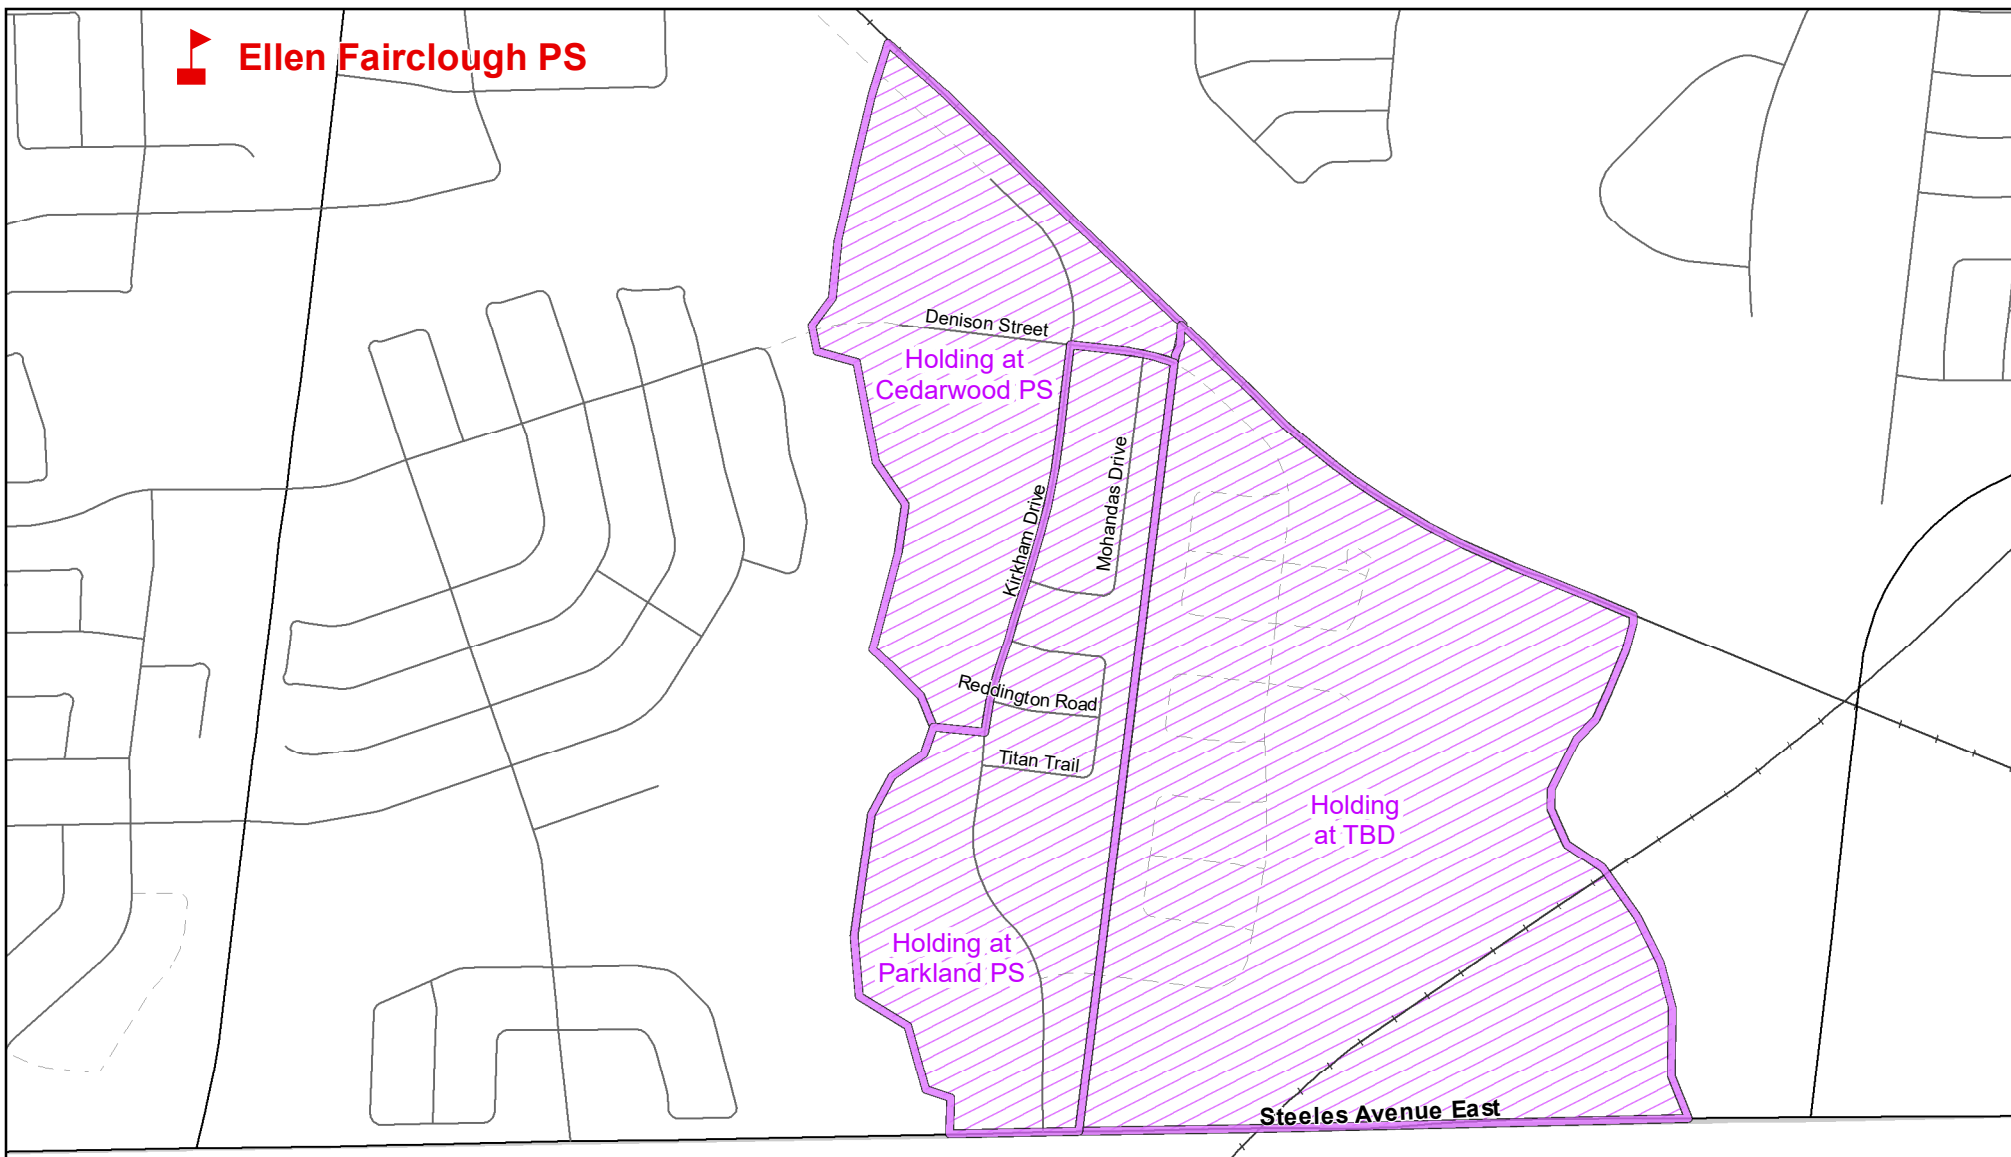 Ellen Fairclough PS
Denison Street
Holding at
Cedarwood PS
Mohandas Drive
Kirkham Drive
Reddington Road
Titan Trail
Holding
at TBD
Holding at
Parkland PS
Steeles Avenue East